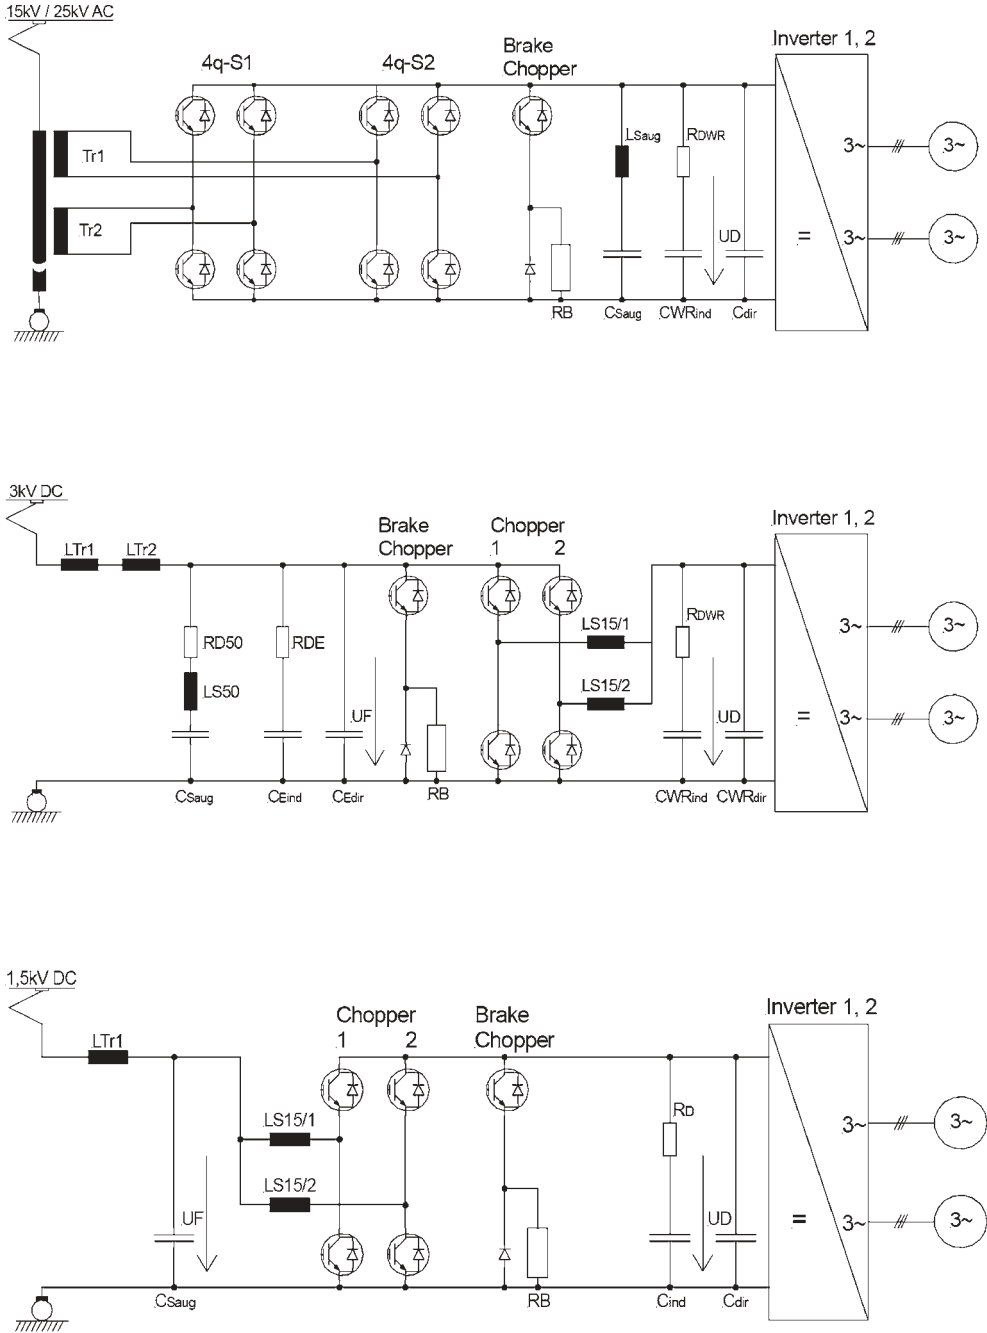 15kV / 25kV AC
Inverter 1, 2
Brake
Chopper
4q-S1
4q-S2
Tr1
Tr2
LSaug
RDWR
UD
3~
3~
3~
3~
=
RB
CSaug
CWRind
Cdir
3kV DC
Inverter 1, 2
Brake
Chopper
Chopper
1
2
LTr1
LTr2
RD50
LS50
RDE
UF
LS15/1
LS15/2
RDWR
UD
3~
3~
3~
3~
=
CSaug
CEind
CEdir
RB
CWRind
CWRdir
1,5kV DC
Inverter 1, 2
Chopper
1
2
Brake
Chopper
LTr1
LS15/1
LS15/2
UF
RD
UD
3~
3~
3~
3~
=
CSaug
RB
Cind
Cdir